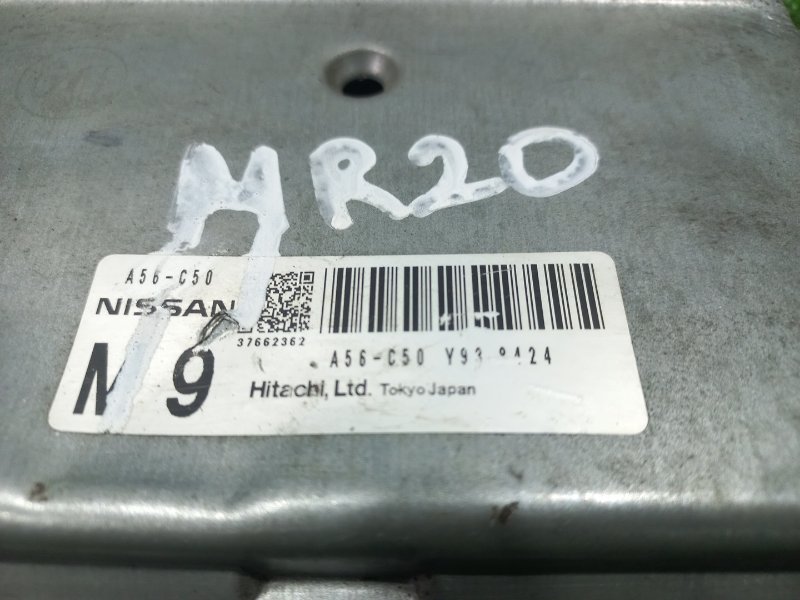 MR20
A56-C50
NISSAN
37662362
A56-C50
M 9
Hitachi, Ltd. Tokyo Japan